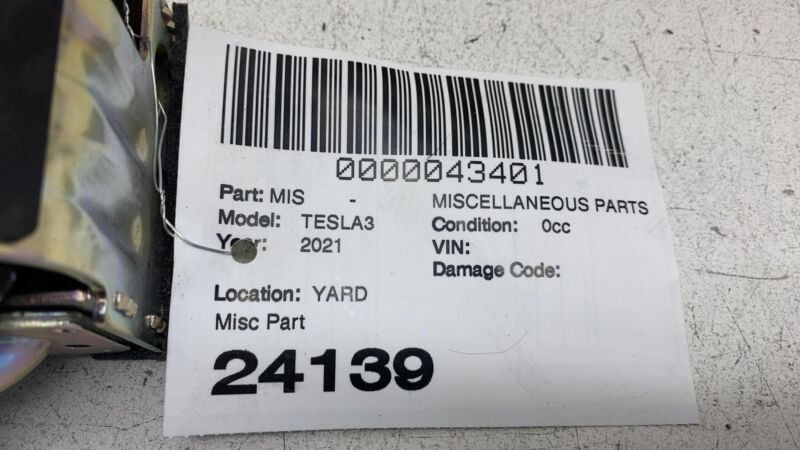 0000043401
Part: MIS - MISCELLANEOUS PARTS
Model: TESLA3 Condition: 0cc
Year: 2021 VIN:
Damage Code:
Location: YARD
Misc Part
24139